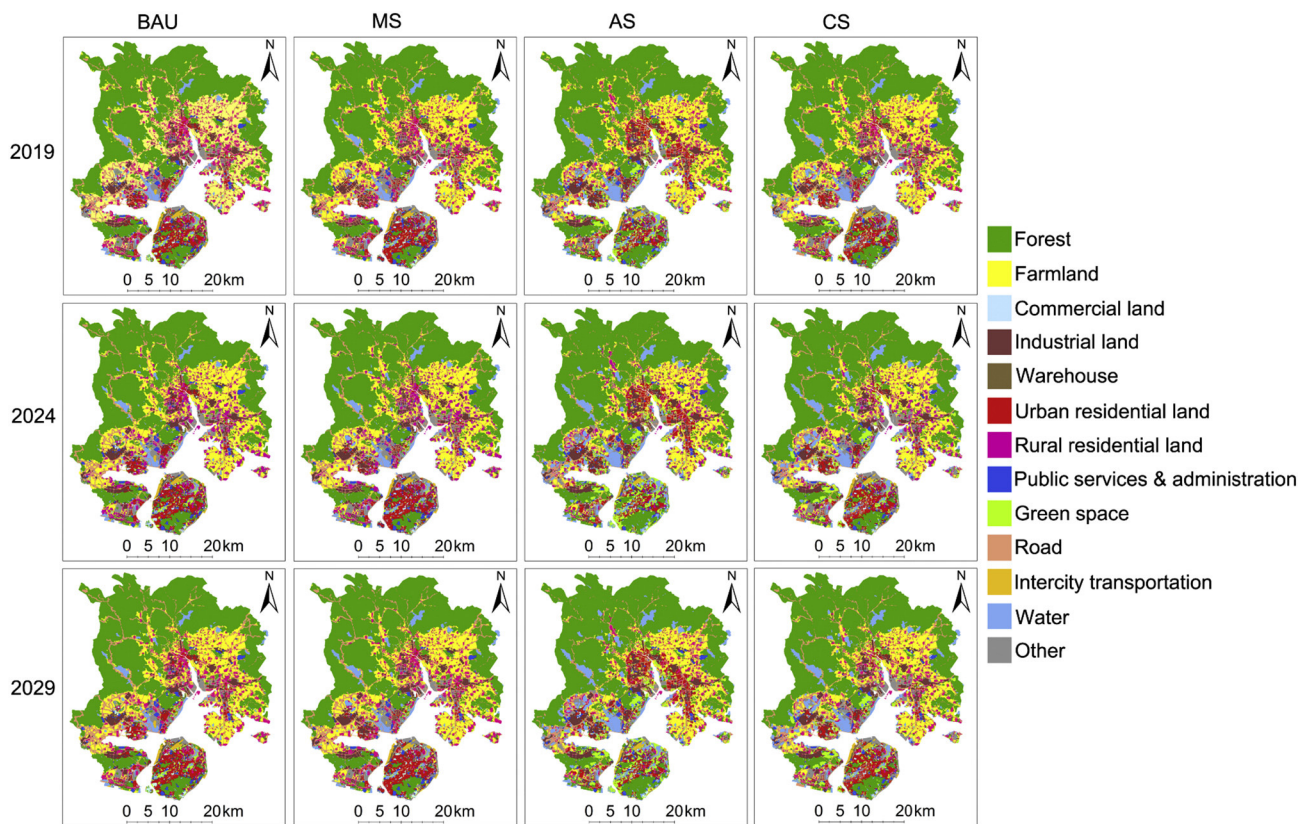 BAU MS AS CS
N N N N
2019
0 5 10 20km 0 5 10 20km 0 5 10 20km 0 5 10 20km
N N N N
2024
0 5 10 20km 0 5 10 20km 0 5 10 20km 0 5 10 20km
N N N N
2029
0 5 10 20km 0 5 10 20km 0 5 10 20km 0 5 10 20km
Forest
Farmland
Commercial land
Industrial land
Warehouse
Urban residential land
Rural residential land
Public services & administration
Green space
Road
Intercity transportation
Water
Other